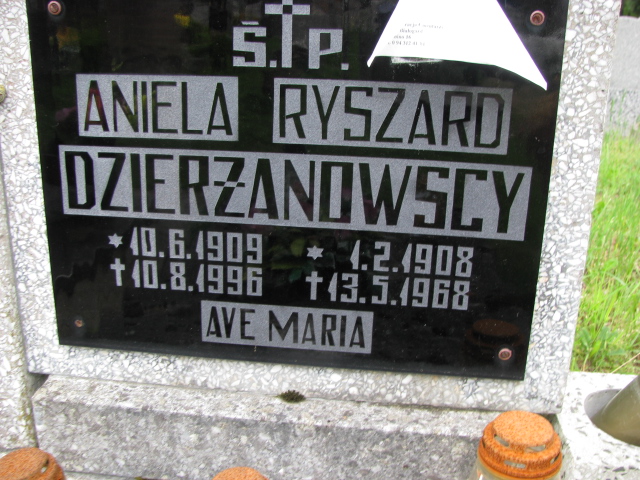 Ś.†P.
ANIELA RYSZARD
DZIERŻANOWSCY
* 10.6.1909 * 1.2.1908
† 10.8.1996 † 13.5.1968
AVE MARIA